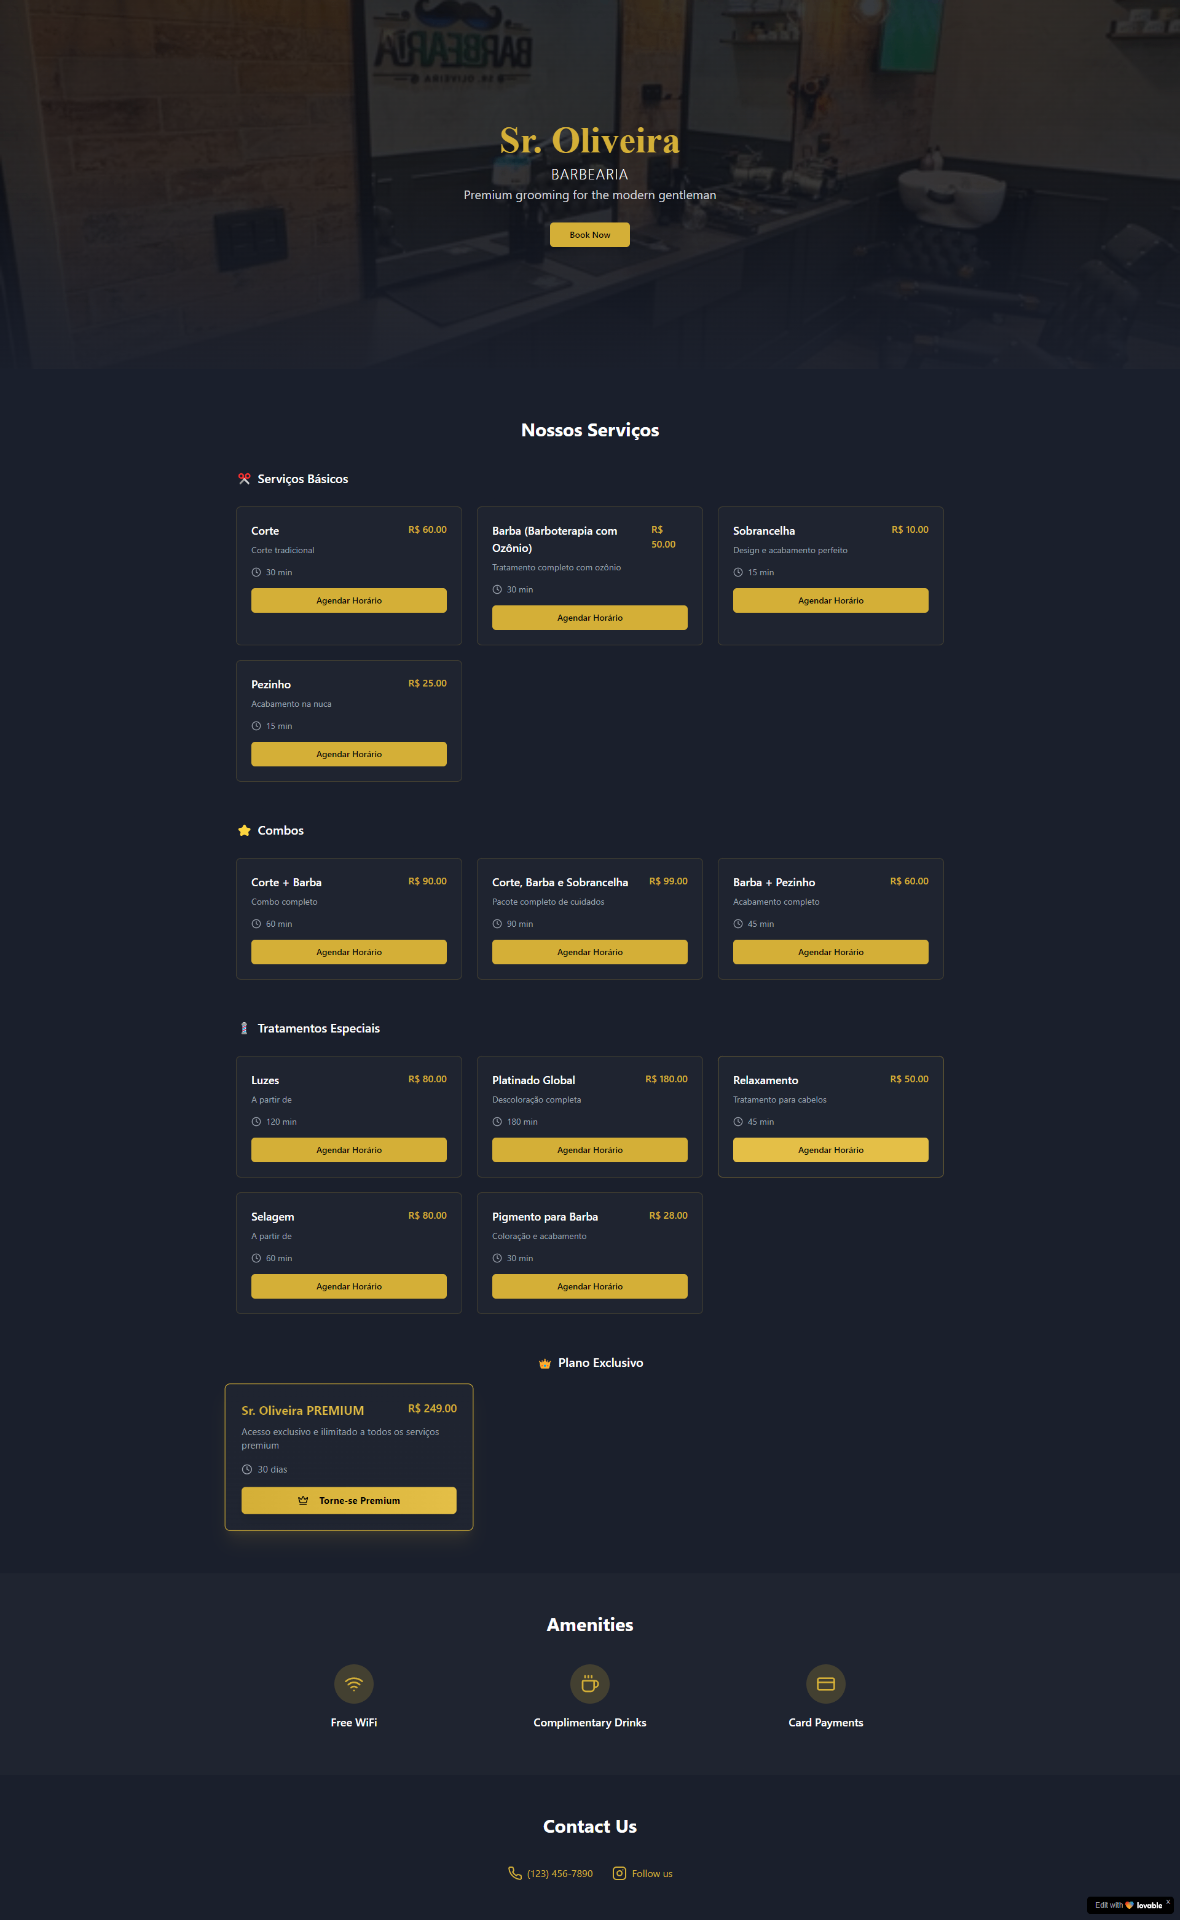 BARBEARIA
SR. OLIVEIRA
Sr. Oliveira
BARBEARIA
Premium grooming for the modern gentleman
Book Now
Nossos Serviços
Serviços Básicos
Corte
R$ 60.00
Corte tradicional
30 min
Agendar Horário
Barba (Barboterapia com
Ozônio)
R$
50.00
Tratamento completo com ozônio
30 min
Agendar Horário
Sobrancelha
R$ 10.00
Design e acabamento perfeito
15 min
Agendar Horário
Pezinho
R$ 25.00
Acabamento na nuca
15 min
Agendar Horário
Combos
Corte + Barba
R$ 90.00
Combo completo
60 min
Agendar Horário
Corte, Barba e Sobrancelha
R$ 99.00
Pacote completo de cuidados
90 min
Agendar Horário
Barba + Pezinho
R$ 60.00
Acabamento completo
45 min
Agendar Horário
Tratamentos Especiais
Luzes
R$ 80.00
A partir de
120 min
Agendar Horário
Platinado Global
R$ 180.00
Descoloração completa
180 min
Agendar Horário
Relaxamento
R$ 50.00
Tratamento para cabelos
45 min
Agendar Horário
Selagem
R$ 80.00
A partir de
60 min
Agendar Horário
Pigmento para Barba
R$ 28.00
Coloração e acabamento
30 min
Agendar Horário
Plano Exclusivo
Sr. Oliveira PREMIUM
R$ 249.00
Acesso exclusivo e ilimitado a todos os serviços
premium
30 dias
Torne-se Premium
Amenities
Free WiFi
Complimentary Drinks
Card Payments
Contact Us
(123) 456-7890
Follow us
Edit with lovable